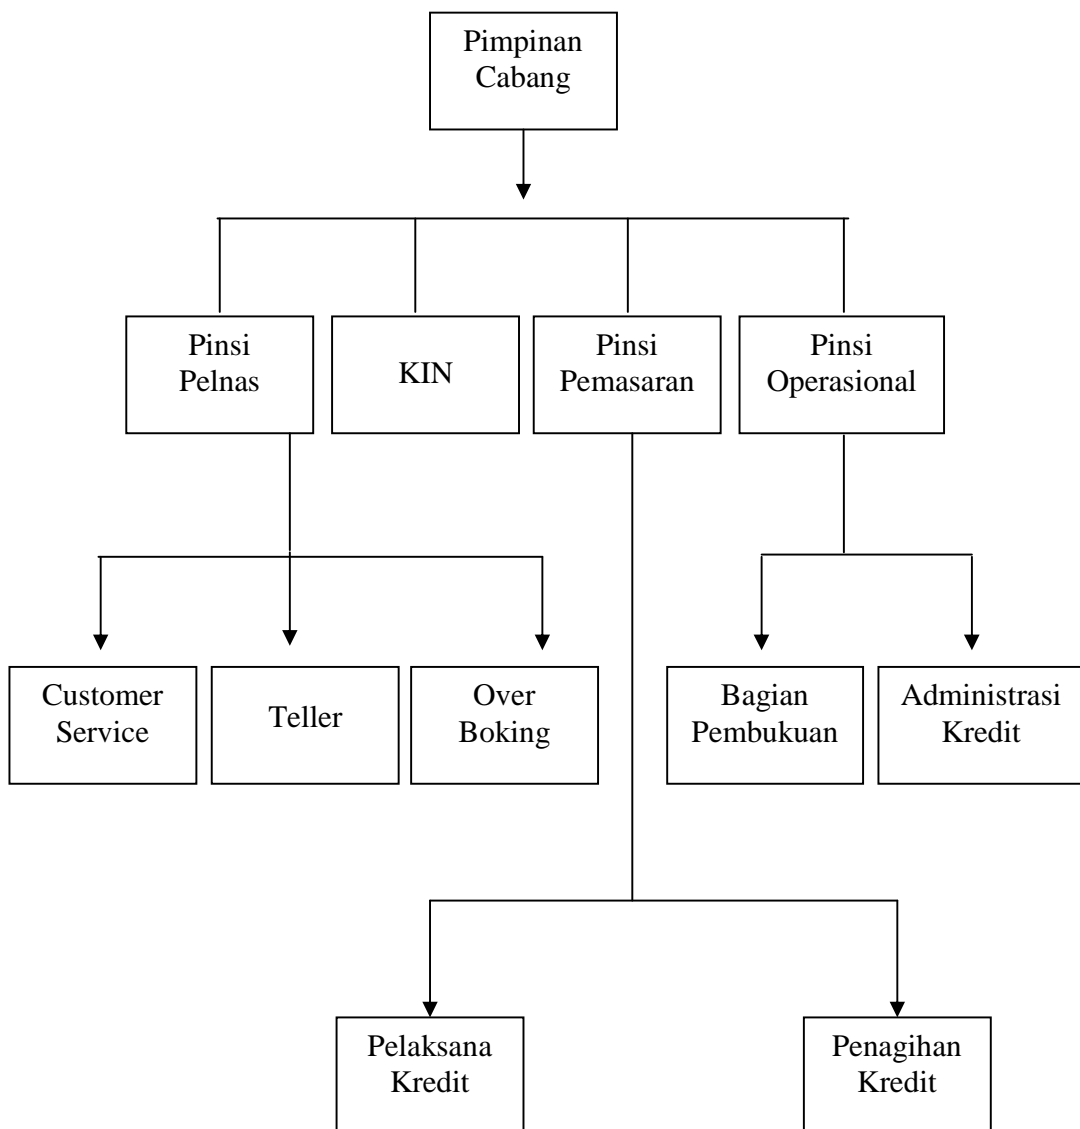 Pimpinan
Cabang
Pinsi
Pelnas
KIN
Pinsi
Pemasaran
Pinsi
Operasional
Customer
Service
Teller
Over
Boking
Bagian
Pembukuan
Administrasi
Kredit
Pelaksana
Kredit
Penagihan
Kredit